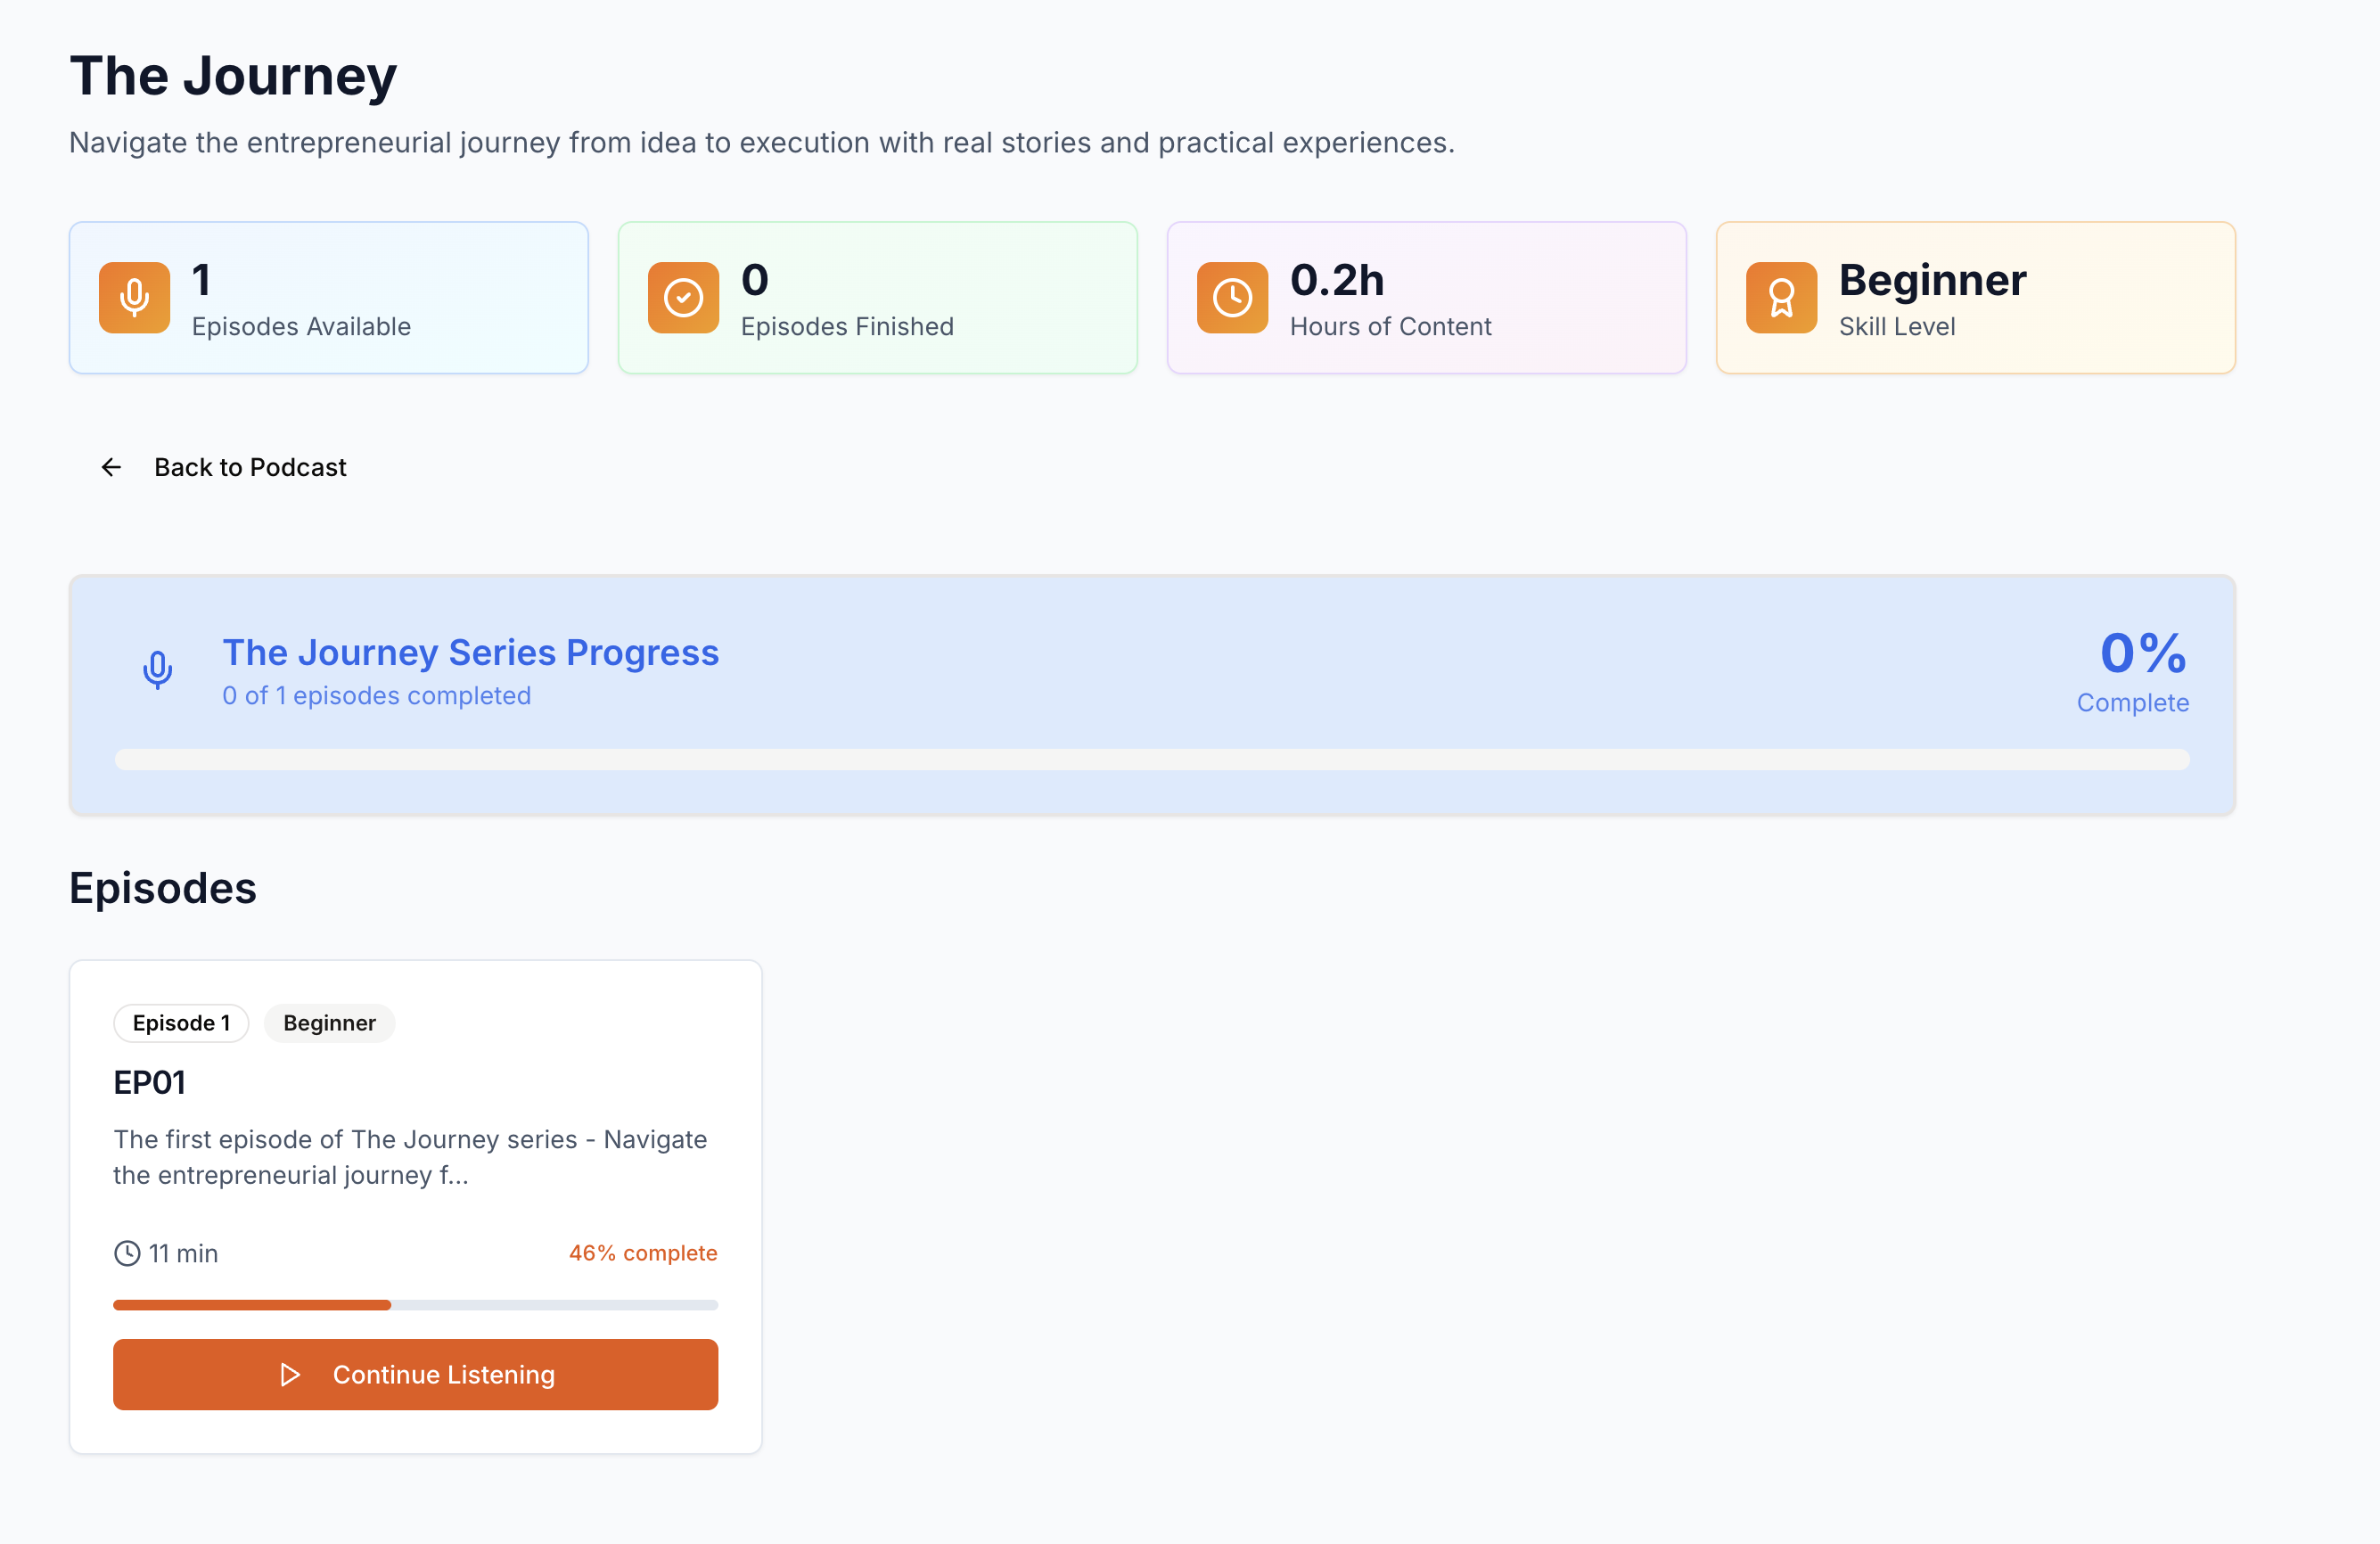 The Journey
Navigate the entrepreneurial journey from idea to execution with real stories and practical experiences.
1
Episodes Available
0
Episodes Finished
0.2h
Hours of Content
Beginner
Skill Level
Back to Podcast
The Journey Series Progress
0 of 1 episodes completed
0%
Complete
Episodes
Episode 1
Beginner
EP01
The first episode of The Journey series - Navigate
the entrepreneurial journey f...
11 min
46% complete
Continue Listening